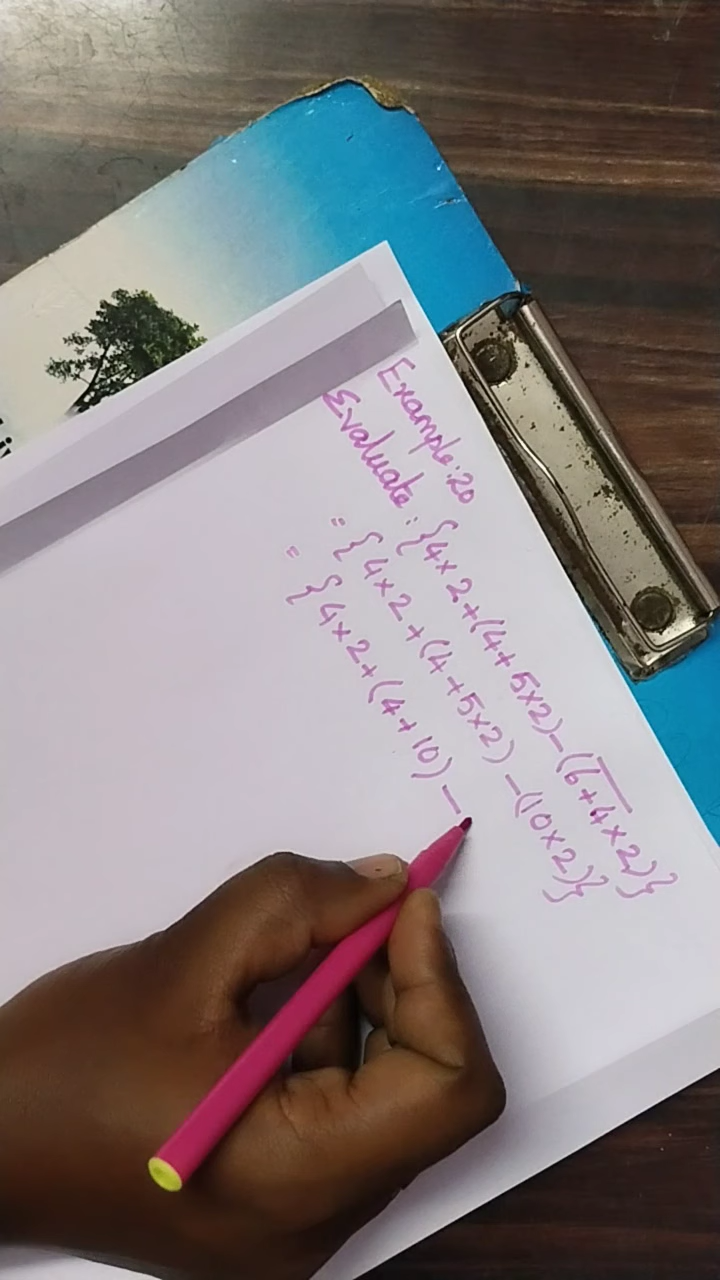 Example:20
Evaluate: {4×2+(4+5×2)-(6̅+̅4̅×2)}
= {4×2+(4+5×2)-(10×2)}
= {4×2+(4+10)-